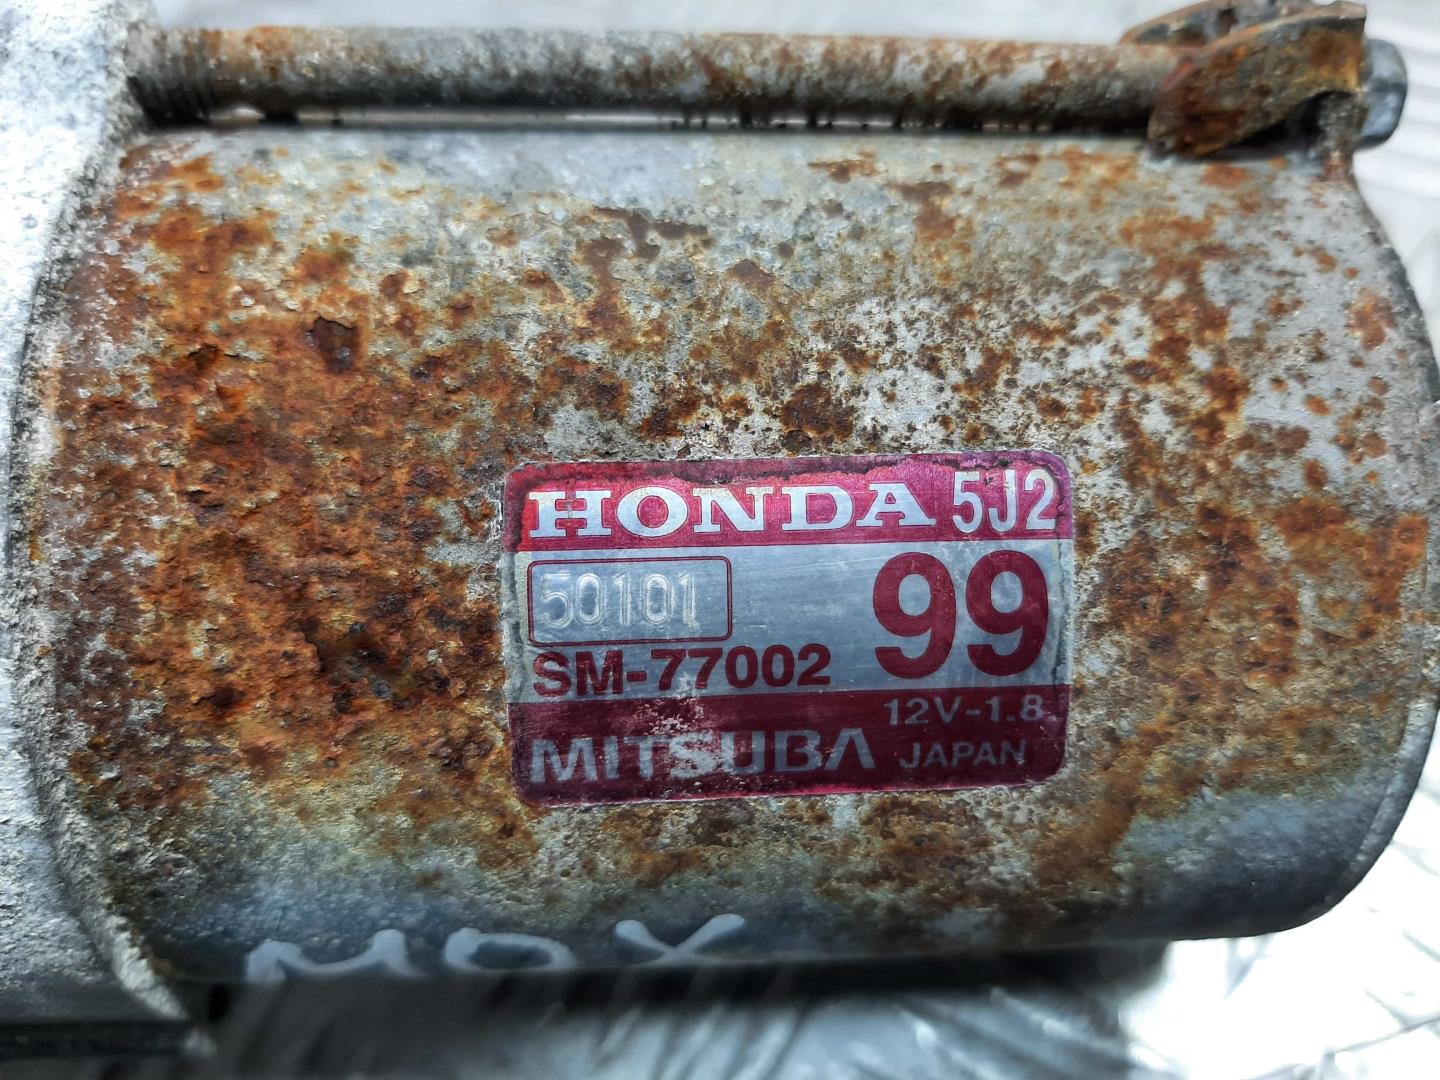 HONDA 5J2
50101
99
SM-77002
12V-1.8
MITSUBA JAPAN
MDX